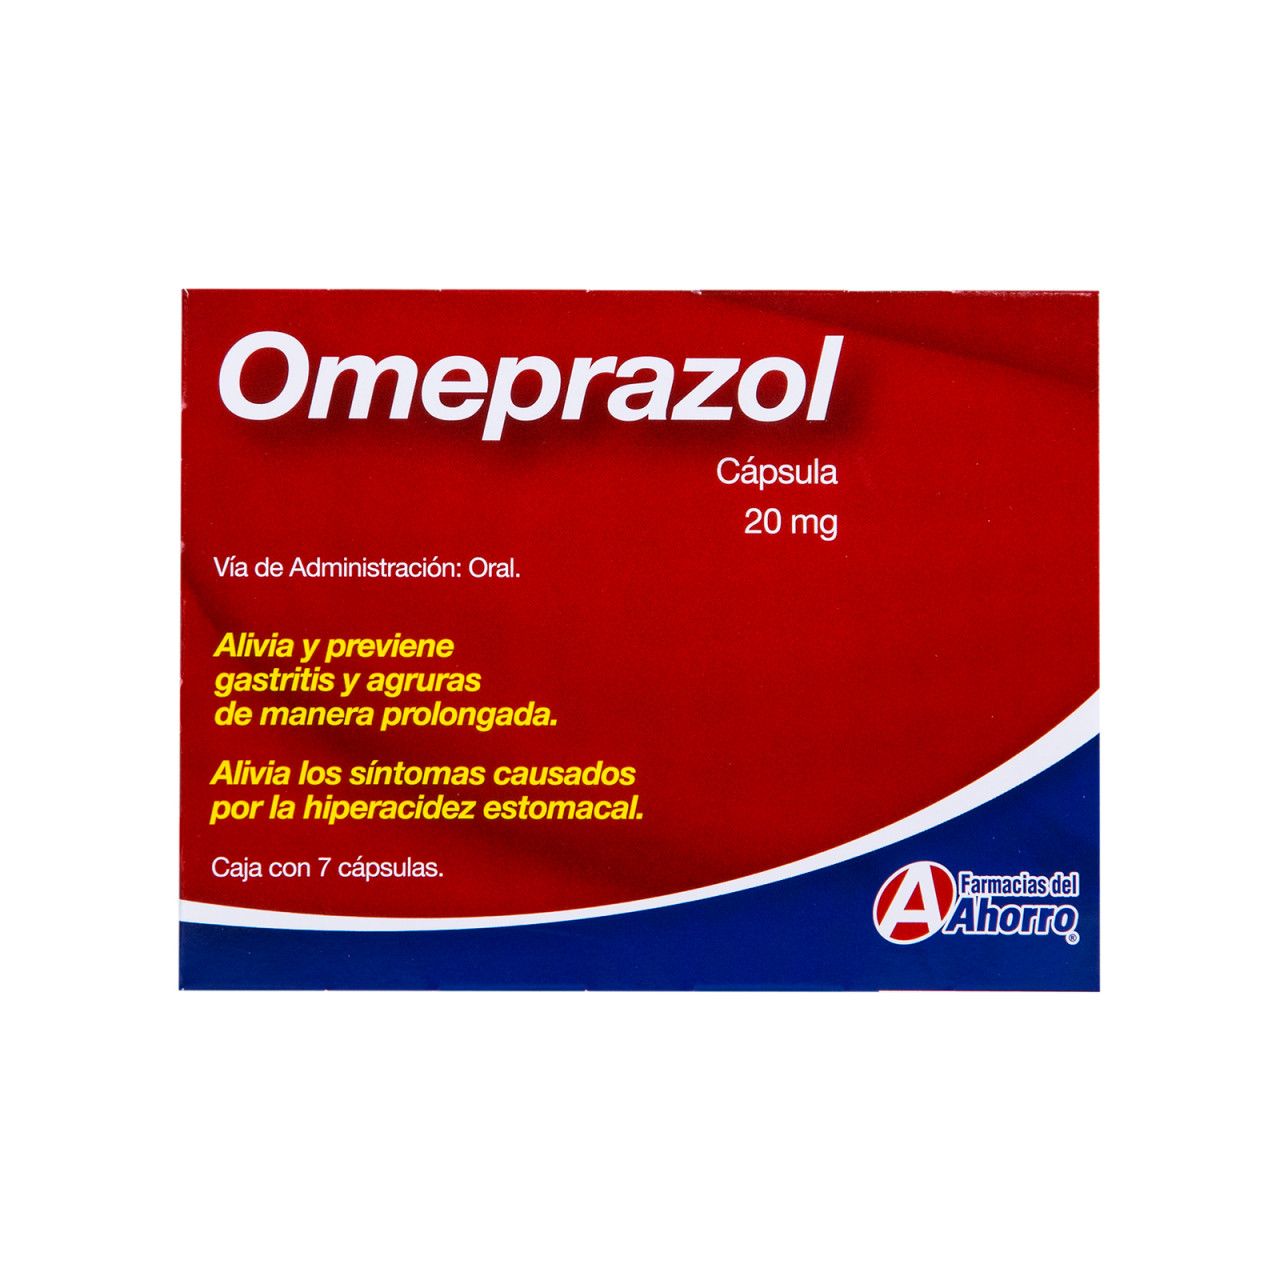 Omeprazol
Cápsula
20 mg
Vía de Administración: Oral.
Alivia y previene
gastritis y agruras
de manera prolongada.
Alivia los síntomas causados
por la hiperacidez estomacal.
Caja con 7 cápsulas.
A
Farmacias del
Ahorro®